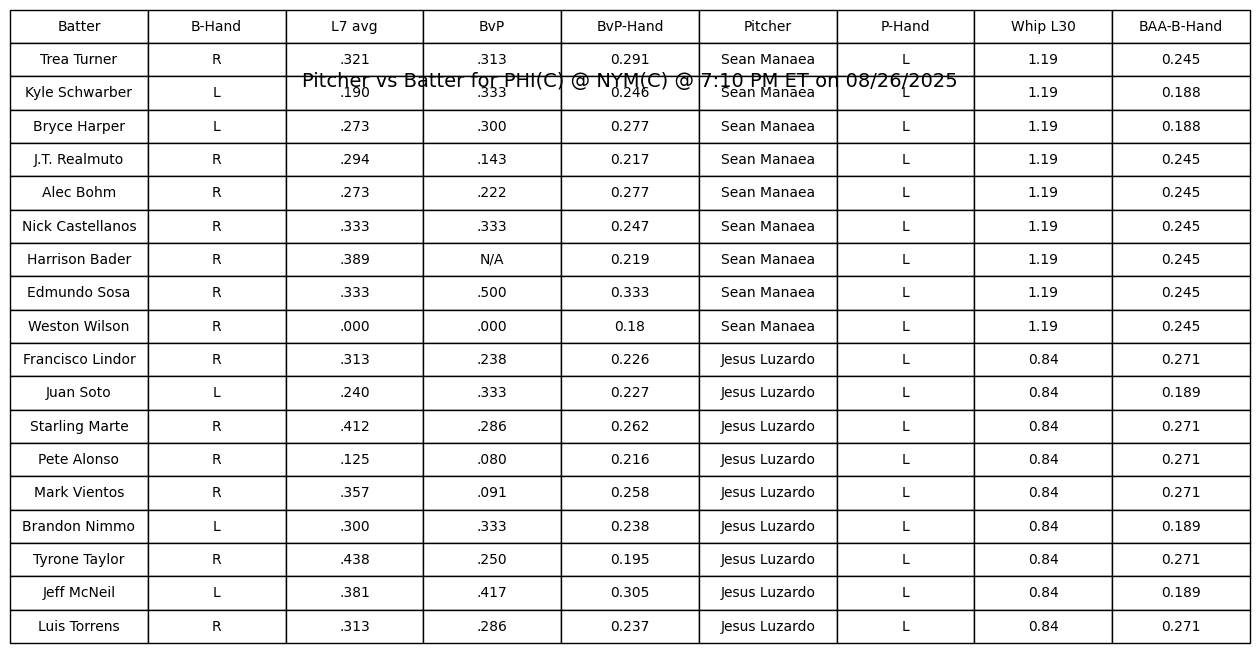 Batter B-Hand L7 avg BvP BvP-Hand Pitcher P-Hand Whip L30 BAA-B-Hand
Trea Turner R .321 .313 0.291 Sean Manaea L 1.19 0.245
Pitcher vs Batter for PHI(C) @ NYM(C) @ 7:10 PM ET on 08/26/2025
Kyle Schwarber L .190 .333 0.246 Sean Manaea L 1.19 0.188
Bryce Harper L .273 .300 0.277 Sean Manaea L 1.19 0.188
J.T. Realmuto R .294 .143 0.217 Sean Manaea L 1.19 0.245
Alec Bohm R .273 .222 0.277 Sean Manaea L 1.19 0.245
Nick Castellanos R .333 .333 0.247 Sean Manaea L 1.19 0.245
Harrison Bader R .389 N/A 0.219 Sean Manaea L 1.19 0.245
Edmundo Sosa R .333 .500 0.333 Sean Manaea L 1.19 0.245
Weston Wilson R .000 .000 0.18 Sean Manaea L 1.19 0.245
Francisco Lindor R .313 .238 0.226 Jesus Luzardo L 0.84 0.271
Juan Soto L .240 .333 0.227 Jesus Luzardo L 0.84 0.189
Starling Marte R .412 .286 0.262 Jesus Luzardo L 0.84 0.271
Pete Alonso R .125 .080 0.216 Jesus Luzardo L 0.84 0.271
Mark Vientos R .357 .091 0.258 Jesus Luzardo L 0.84 0.271
Brandon Nimmo L .300 .333 0.238 Jesus Luzardo L 0.84 0.189
Tyrone Taylor R .438 .250 0.195 Jesus Luzardo L 0.84 0.271
Jeff McNeil L .381 .417 0.305 Jesus Luzardo L 0.84 0.189
Luis Torrens R .313 .286 0.237 Jesus Luzardo L 0.84 0.271